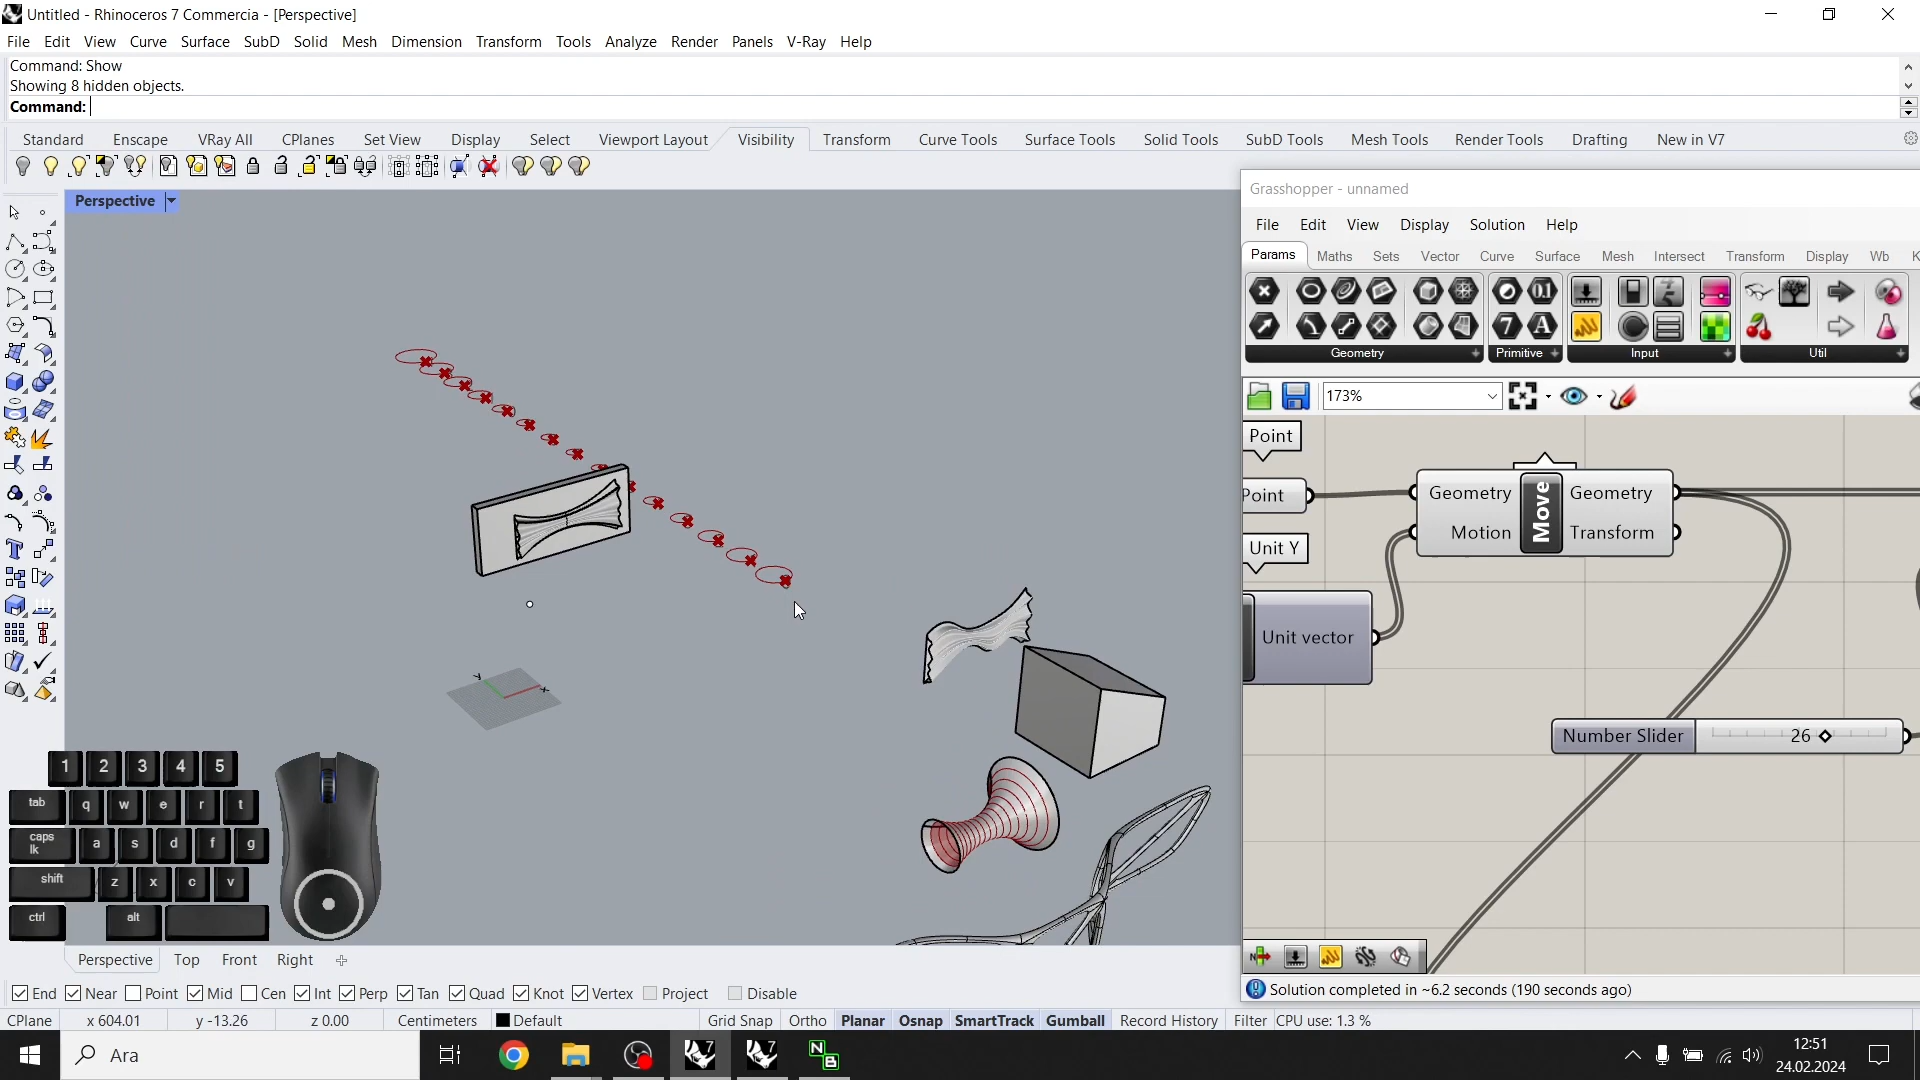 Untitled - Rhinoceros 7 Commercia - [Perspective]
File Edit View Curve Surface SubD Solid Mesh Dimension Transform Tools Analyze Render Panels V-Ray Help
Command: Show
Showing 8 hidden objects.
Command:
Standard Enscape VRay All CPlanes Set View Display Select Viewport Layout Visibility Transform Curve Tools Surface Tools Solid Tools SubD Tools Mesh Tools Render Tools Drafting New in V7
Perspective
Grasshopper - unnamed
File Edit View Display Solution Help
Params Maths Sets Vector Curve Surface Mesh Intersect Transform Display Wb K
Geometry Primitive Input Util
173%
Point
Point
Unit Y
Unit vector
Geometry Move Geometry
Motion Transform
Number Slider 26
y x
1 2 3 4 5
tab q w e r t
caps lk a s d f g
shift z x c v
ctrl alt
Perspective Top Front Right
Solution completed in ~6.2 seconds (190 seconds ago)
End Near Point Mid Cen Int Perp Tan Quad Knot Vertex Project Disable
CPlane x 604.01 y -13.26 z 0.00 Centimeters Default Grid Snap Ortho Planar Osnap SmartTrack Gumball Record History Filter CPU use: 1.3 %
Ara
7 7 N B
12:51
24.02.2024